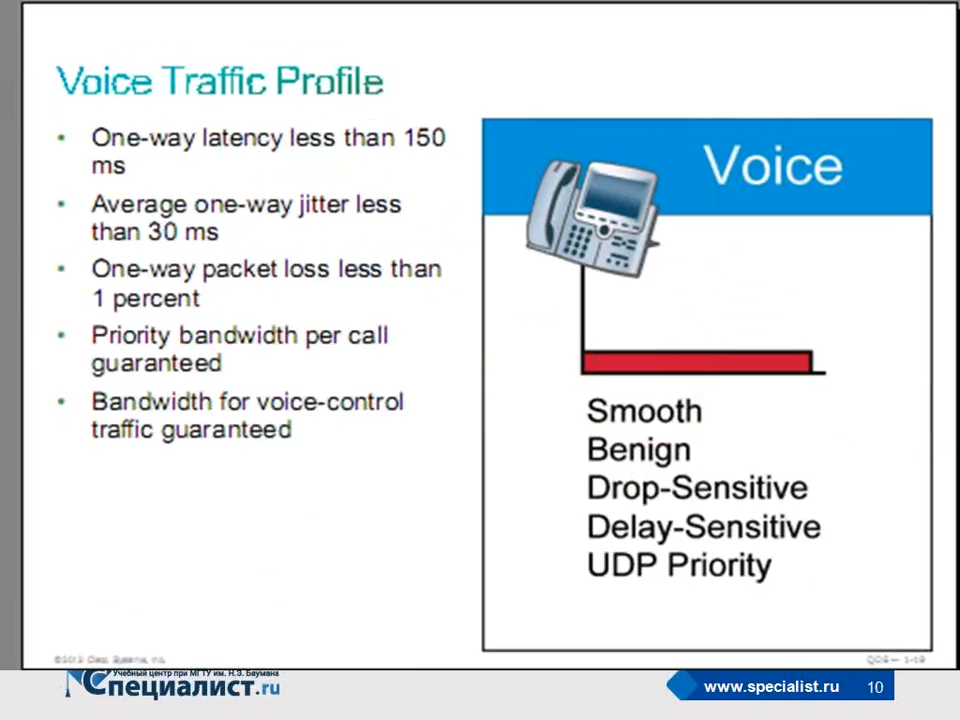 Voice Traffic Profile
• One-way latency less than 150
ms
• Average one-way jitter less
than 30 ms
• One-way packet loss less than
1 percent
• Priority bandwidth per call
guaranteed
• Bandwidth for voice-control
traffic guaranteed
Voice
Smooth
Benign
Drop-Sensitive
Delay-Sensitive
UDP Priority
Cisco Systems, Inc.
Учебный центр при МГТУ им. Н.Э. Баумана
Специалист.ru
www.specialist.ru 10